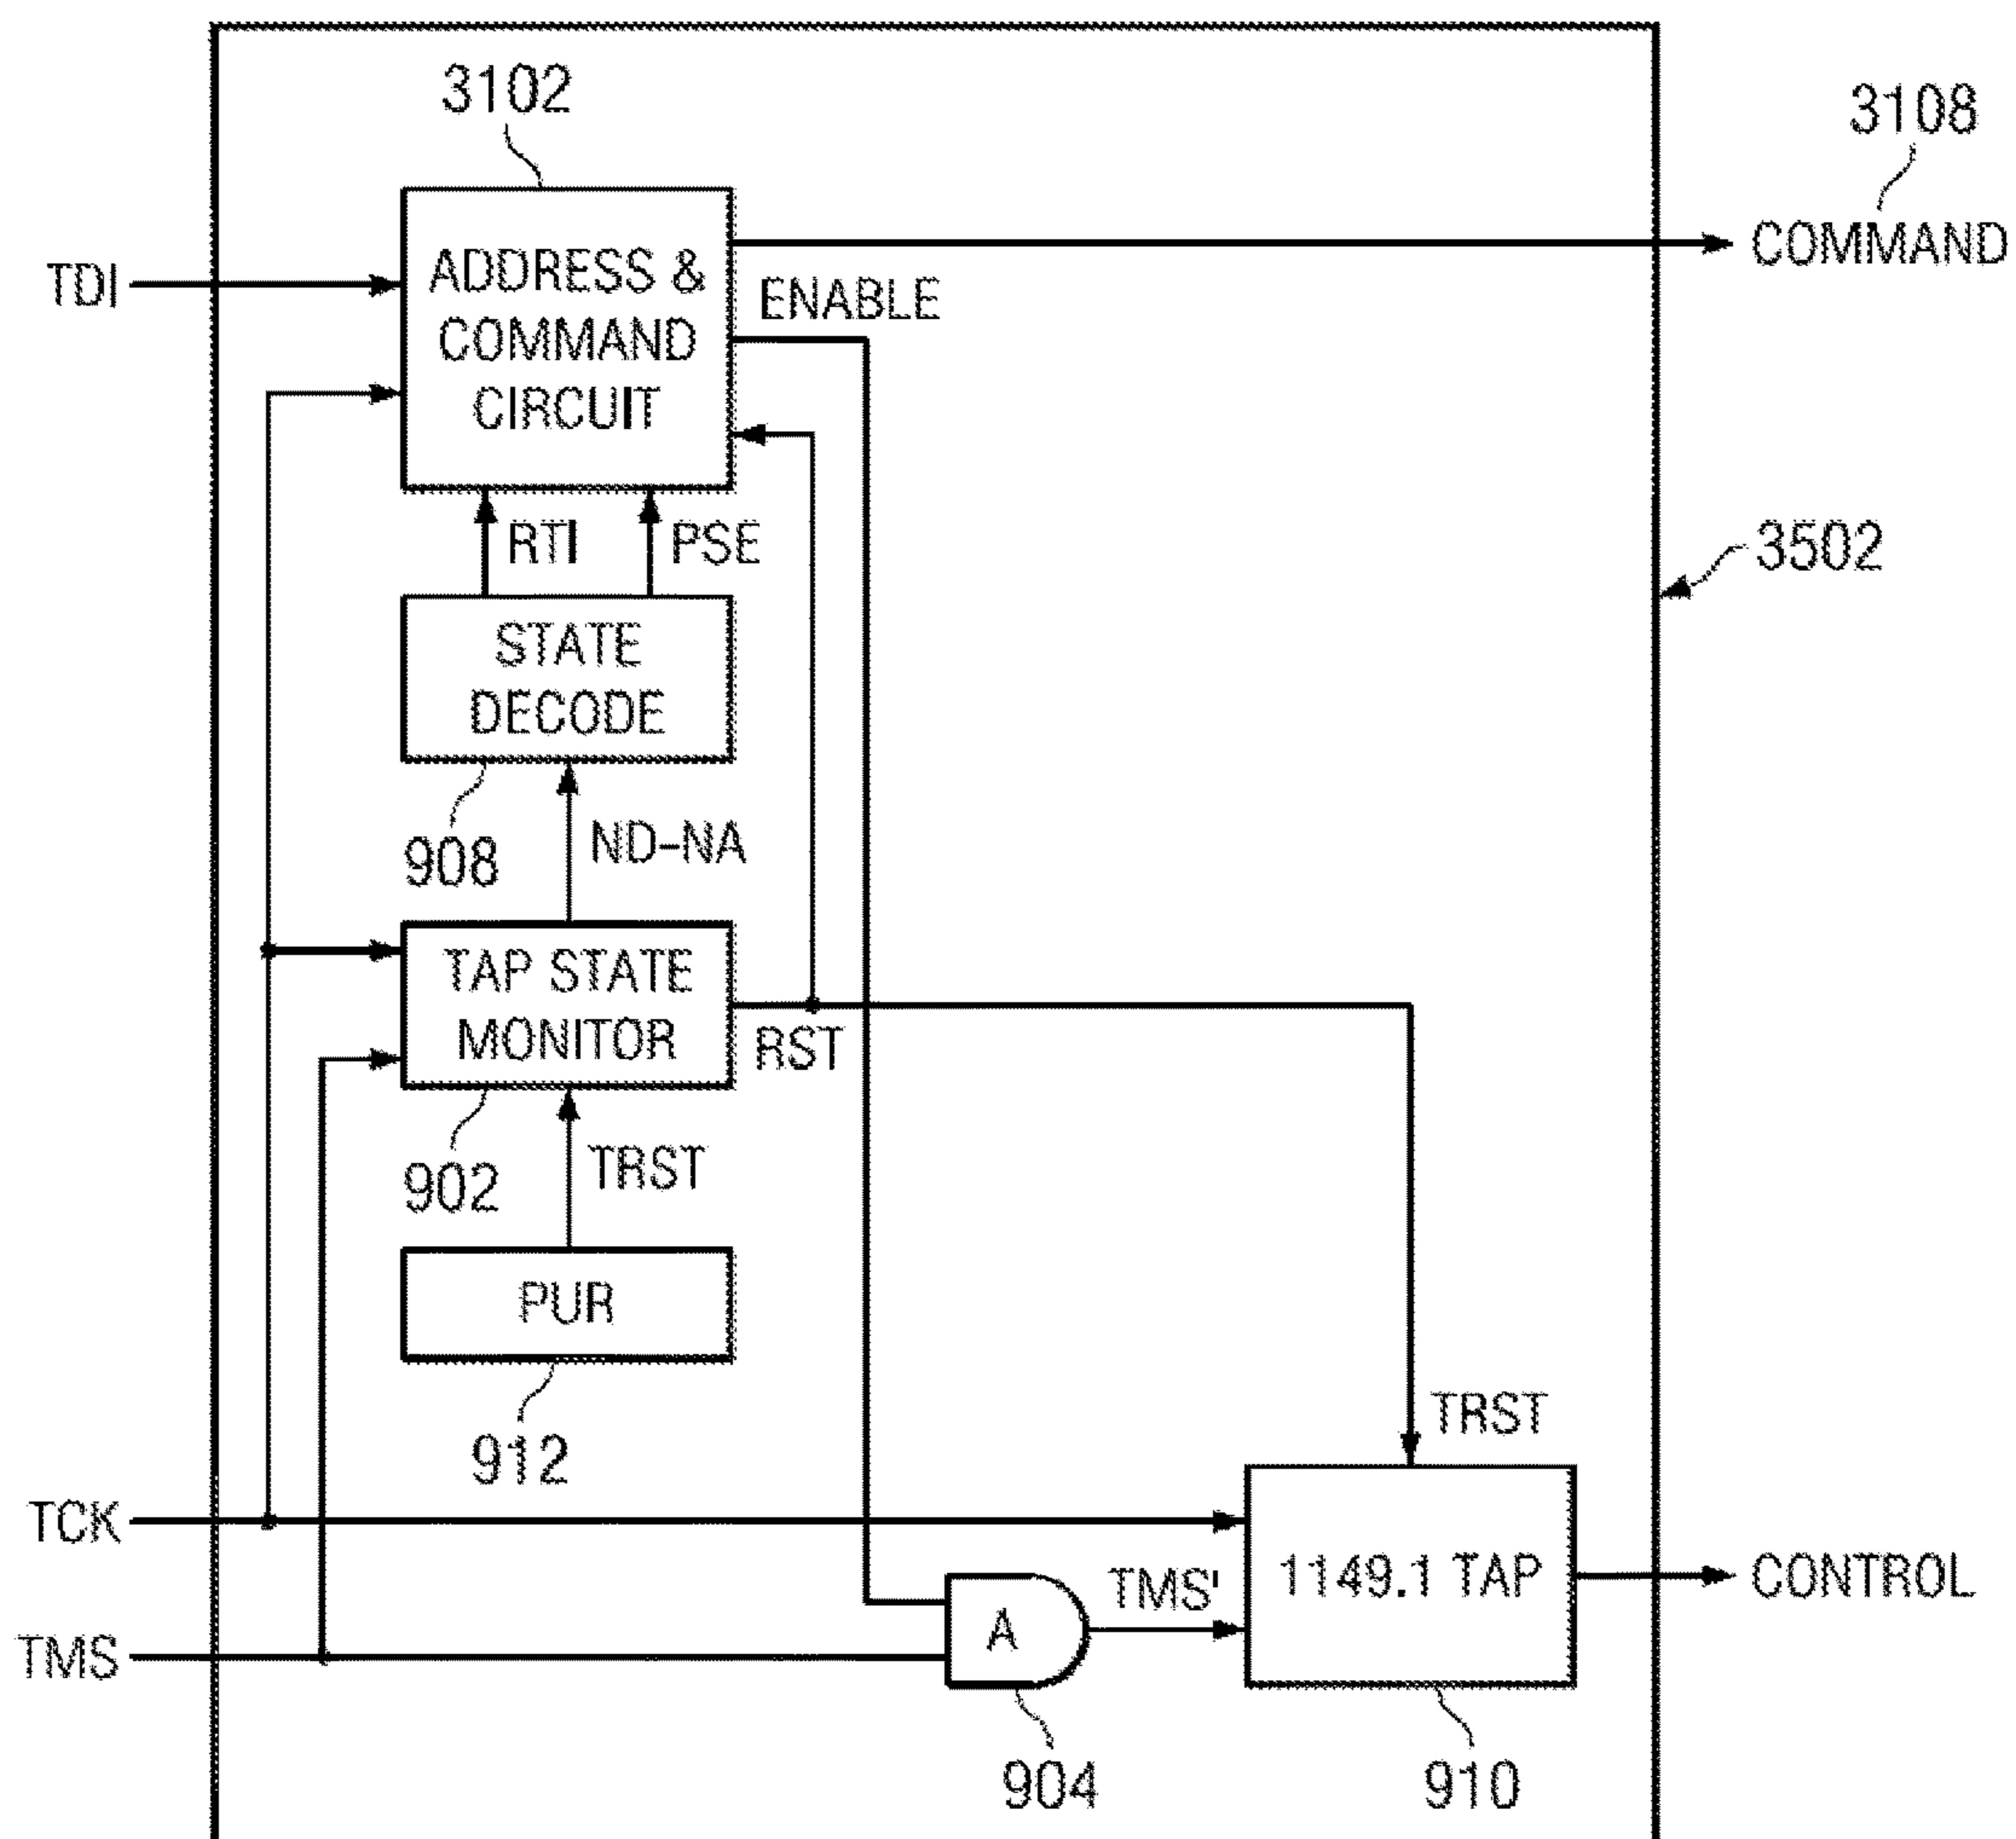 3102
3108
COMMAND
TDI
ADDRESS &
COMMAND
CIRCUIT
ENABLE
RTI
PSE
3502
STATE
DECODE
908
ND-NA
TAP STATE
MONITOR
RST
902
TRST
PUR
912
TRST
TCK
1149.1 TAP
CONTROL
TMS'
A
TMS
904
910